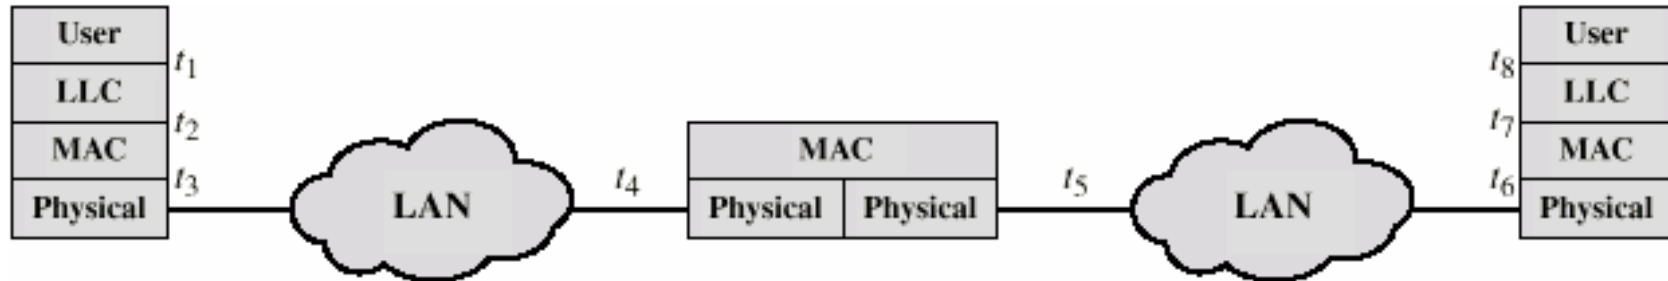 User
t1
LLC
t2
MAC
t3
Physical
LAN
t4
MAC
Physical Physical
t5
LAN
User
t8
LLC
t7
MAC
t6
Physical